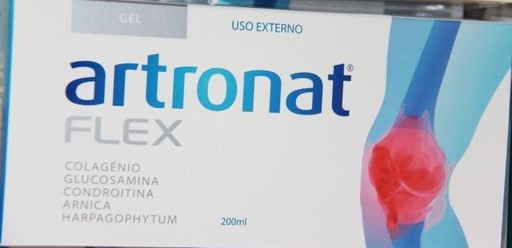 GEL
USO EXTERNO
artronat®
FLEX
COLAGÉNIO
GLUCOSAMINA
CONDROITINA
ARNICA
HARPAGOPHYTUM
200ml